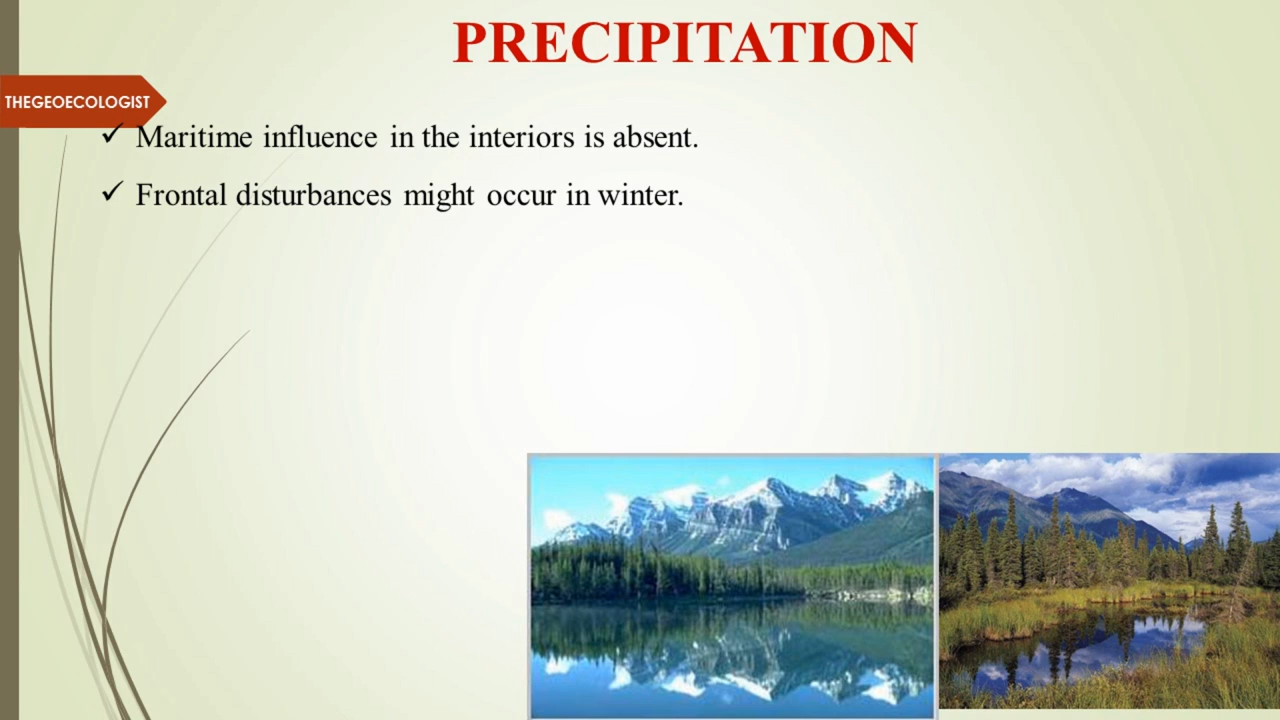 PRECIPITATION
THEGEOECOLOGIST
✓ Maritime influence in the interiors is absent.
✓ Frontal disturbances might occur in winter.